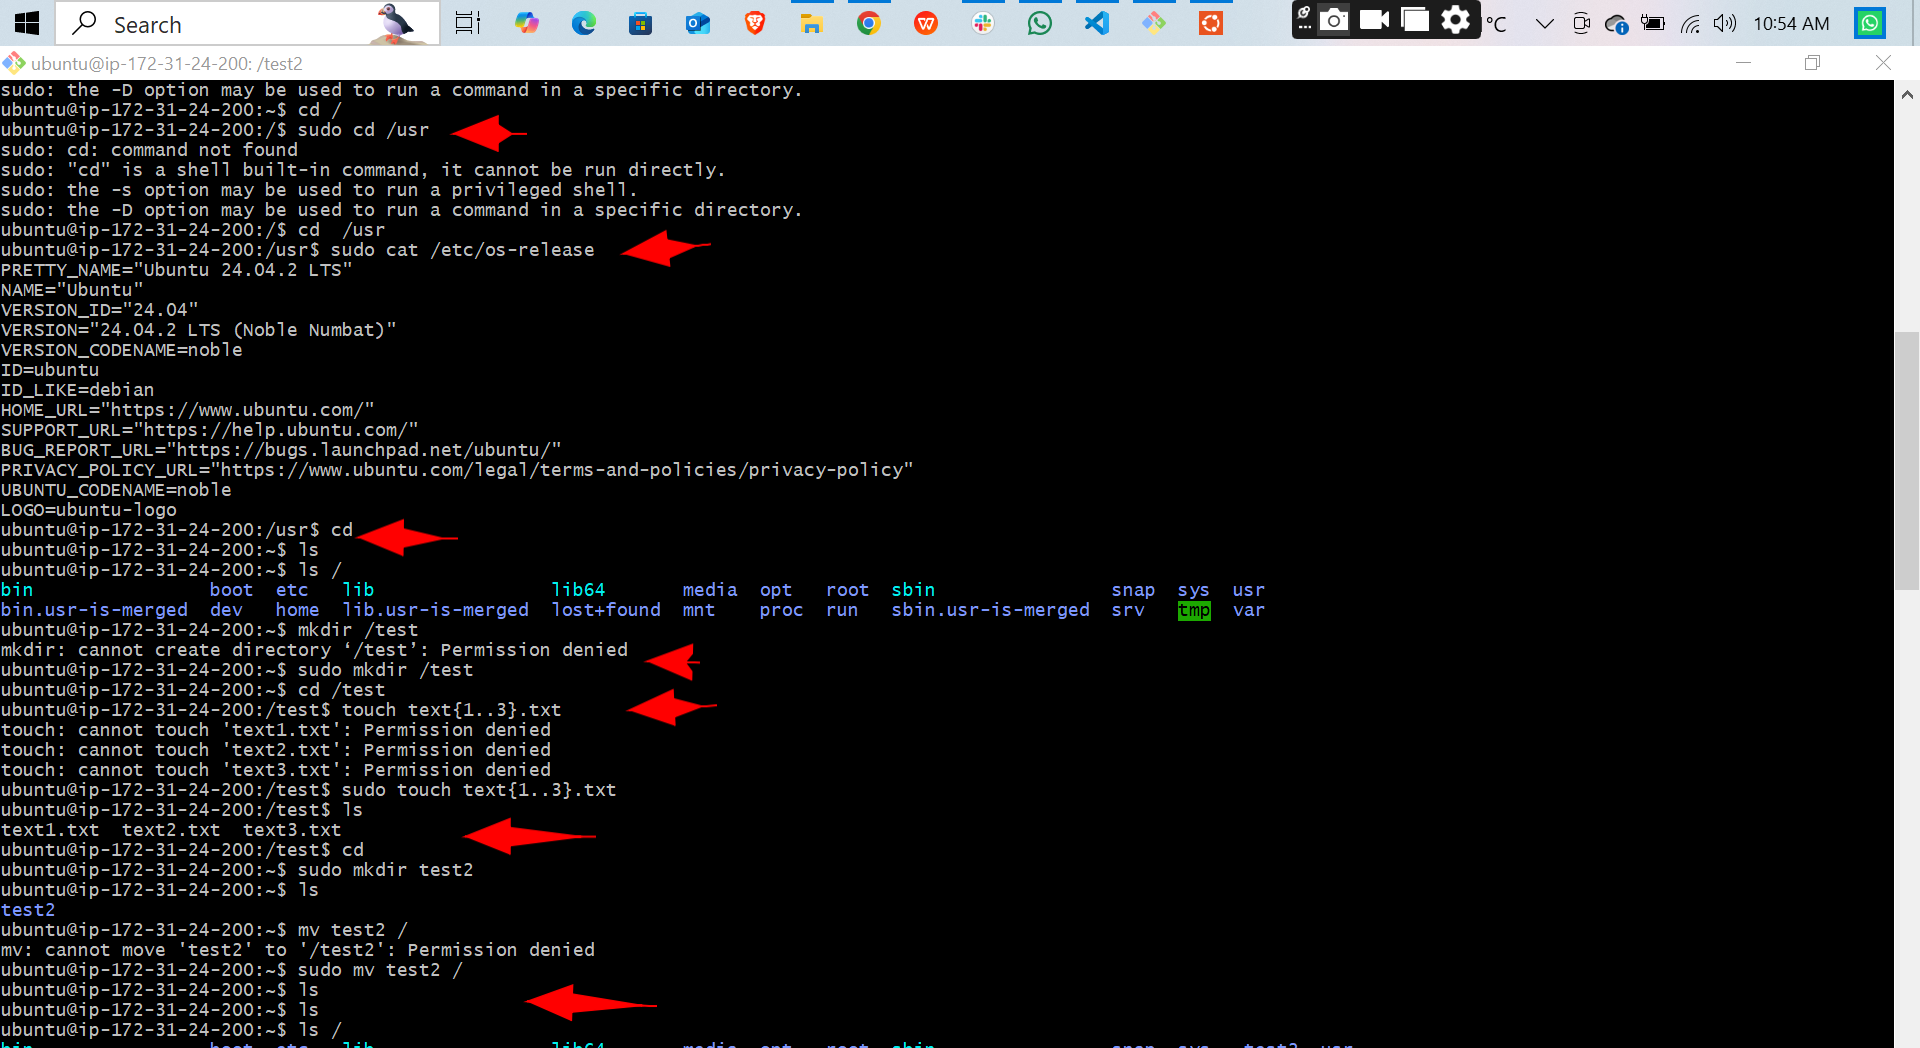 Search
°C
10:54 AM
ubuntu@ip-172-31-24-200: /test2
sudo: the -D option may be used to run a command in a specific directory.
ubuntu@ip-172-31-24-200:~$ cd /
ubuntu@ip-172-31-24-200:/$ sudo cd /usr
sudo: cd: command not found
sudo: "cd" is a shell built-in command, it cannot be run directly.
sudo: the -s option may be used to run a privileged shell.
sudo: the -D option may be used to run a command in a specific directory.
ubuntu@ip-172-31-24-200:/$ cd  /usr
ubuntu@ip-172-31-24-200:/usr$ sudo cat /etc/os-release
PRETTY_NAME="Ubuntu 24.04.2 LTS"
NAME="Ubuntu"
VERSION_ID="24.04"
VERSION="24.04.2 LTS (Noble Numbat)"
VERSION_CODENAME=noble
ID=ubuntu
ID_LIKE=debian
HOME_URL="https://www.ubuntu.com/"
SUPPORT_URL="https://help.ubuntu.com/"
BUG_REPORT_URL="https://bugs.launchpad.net/ubuntu/"
PRIVACY_POLICY_URL="https://www.ubuntu.com/legal/terms-and-policies/privacy-policy"
UBUNTU_CODENAME=noble
LOGO=ubuntu-logo
ubuntu@ip-172-31-24-200:/usr$ cd
ubuntu@ip-172-31-24-200:~$ ls
ubuntu@ip-172-31-24-200:~$ ls /
bin                boot  etc   lib                lib64       media  opt   root  sbin                snap  sys  usr
bin.usr-is-merged  dev   home  lib.usr-is-merged  lost+found  mnt    proc  run   sbin.usr-is-merged  srv   tmp  var
ubuntu@ip-172-31-24-200:~$ mkdir /test
mkdir: cannot create directory ‘/test’: Permission denied
ubuntu@ip-172-31-24-200:~$ sudo mkdir /test
ubuntu@ip-172-31-24-200:~$ cd /test
ubuntu@ip-172-31-24-200:/test$ touch text{1..3}.txt
touch: cannot touch 'text1.txt': Permission denied
touch: cannot touch 'text2.txt': Permission denied
touch: cannot touch 'text3.txt': Permission denied
ubuntu@ip-172-31-24-200:/test$ sudo touch text{1..3}.txt
ubuntu@ip-172-31-24-200:/test$ ls
text1.txt  text2.txt  text3.txt
ubuntu@ip-172-31-24-200:/test$ cd
ubuntu@ip-172-31-24-200:~$ sudo mkdir test2
ubuntu@ip-172-31-24-200:~$ ls
test2
ubuntu@ip-172-31-24-200:~$ mv test2 /
mv: cannot move 'test2' to '/test2': Permission denied
ubuntu@ip-172-31-24-200:~$ sudo mv test2 /
ubuntu@ip-172-31-24-200:~$ ls
ubuntu@ip-172-31-24-200:~$ ls
ubuntu@ip-172-31-24-200:~$ ls /